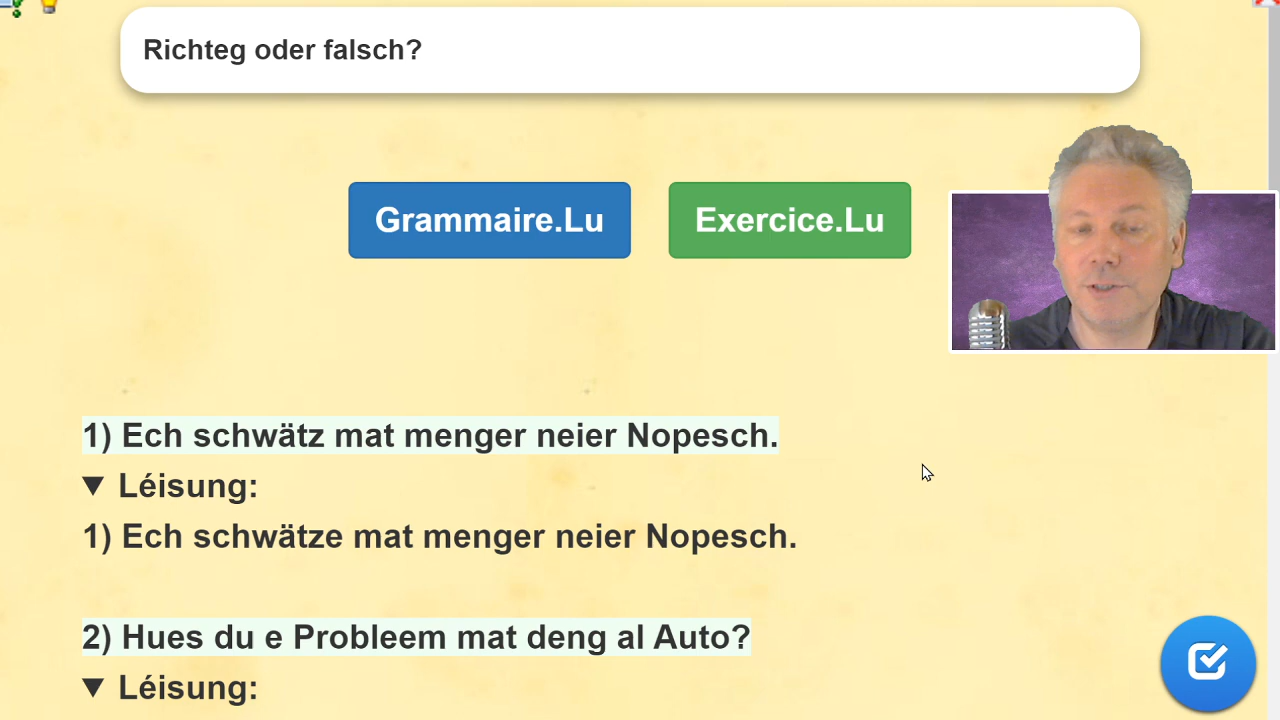 Richteg oder falsch?
Grammaire.Lu
Exercice.Lu
1) Ech schwätz mat menger neier Nopesch.
▼ Léisung:
1) Ech schwätze mat menger neier Nopesch.
2) Hues du e Probleem mat deng al Auto?
▼ Léisung: